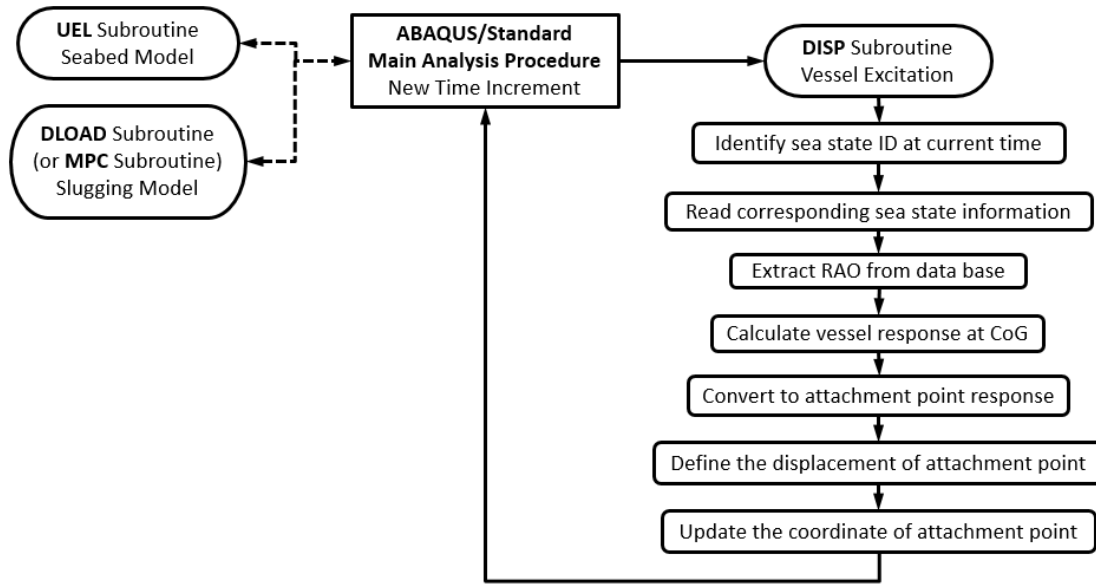 UEL Subroutine
Seabed Model
DLOAD Subroutine
(or MPC Subroutine)
Slugging Model
ABAQUS/Standard
Main Analysis Procedure
New Time Increment
DISP Subroutine
Vessel Excitation
Identify sea state ID at current time
Read corresponding sea state information
Extract RAO from data base
Calculate vessel response at CoG
Convert to attachment point response
Define the displacement of attachment point
Update the coordinate of attachment point